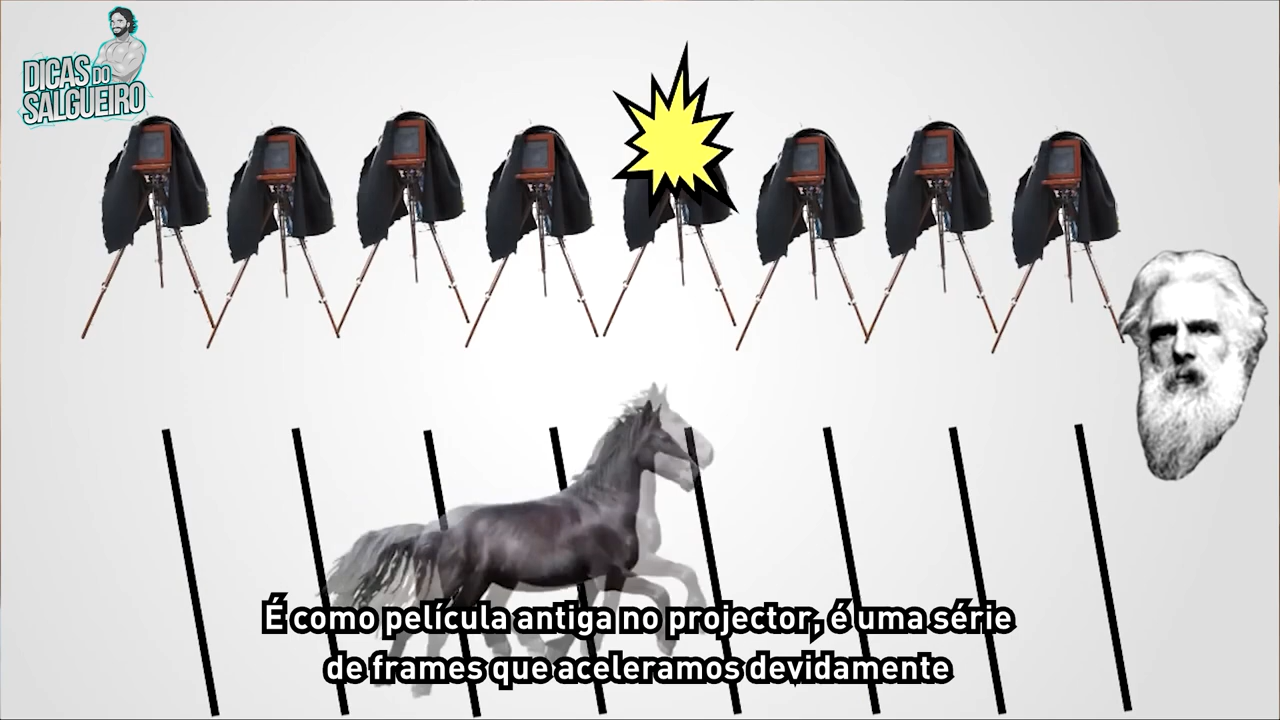 DICAS DO
SALGUEIRO
É como película antiga no projector, é uma série
de frames que aceleramos devidamente